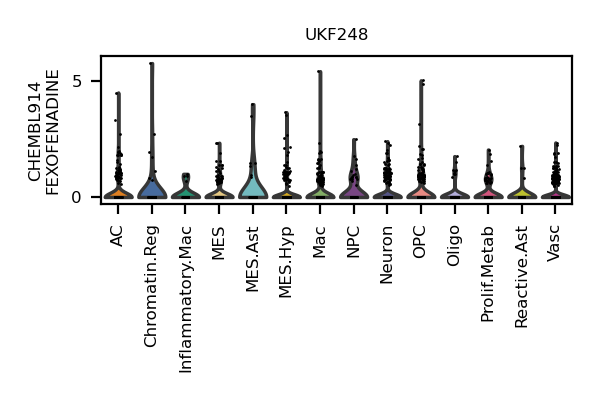 UKF248
CHEMBL914
FEXOFENADINE
5
0
AC
Chromatin.Reg
Inflammatory.Mac
MES
MES.Ast
MES.Hyp
Mac
NPC
Neuron
OPC
Oligo
Prolif.Metab
Reactive.Ast
Vasc